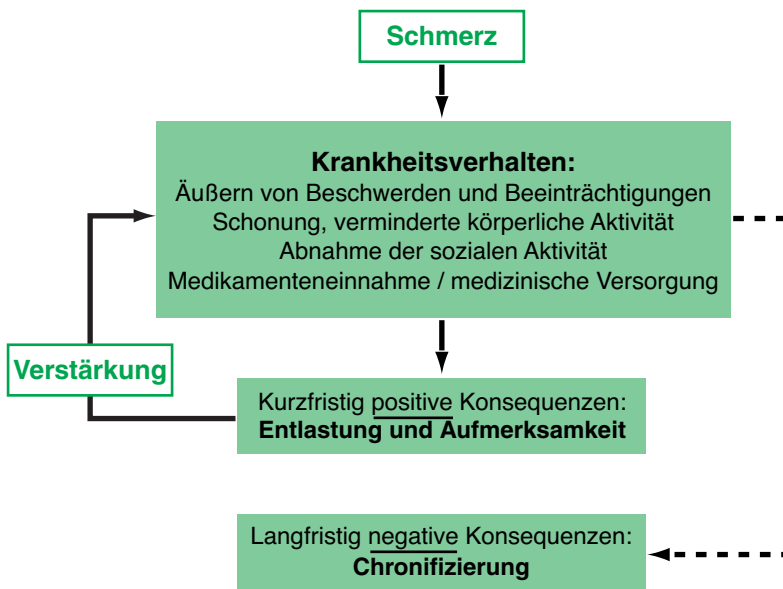 Schmerz
Krankheitsverhalten:
Äußern von Beschwerden und Beeinträchtigungen
Schonung, verminderte körperliche Aktivität
Abnahme der sozialen Aktivität
Medikamenteneinnahme / medizinische Versorgung
Verstärkung
Kurzfristig positive Konsequenzen:
Entlastung und Aufmerksamkeit
Langfristig negative Konsequenzen:
Chronifizierung